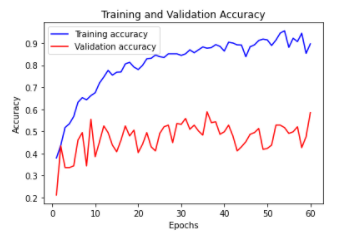 Training and Validation Accuracy
Training accuracy
Validation accuracy
0.9
0.8
0.7
0.6
0.5
0.4
0.3
0.2
Accuracy
0 10 20 30 40 50 60
Epochs